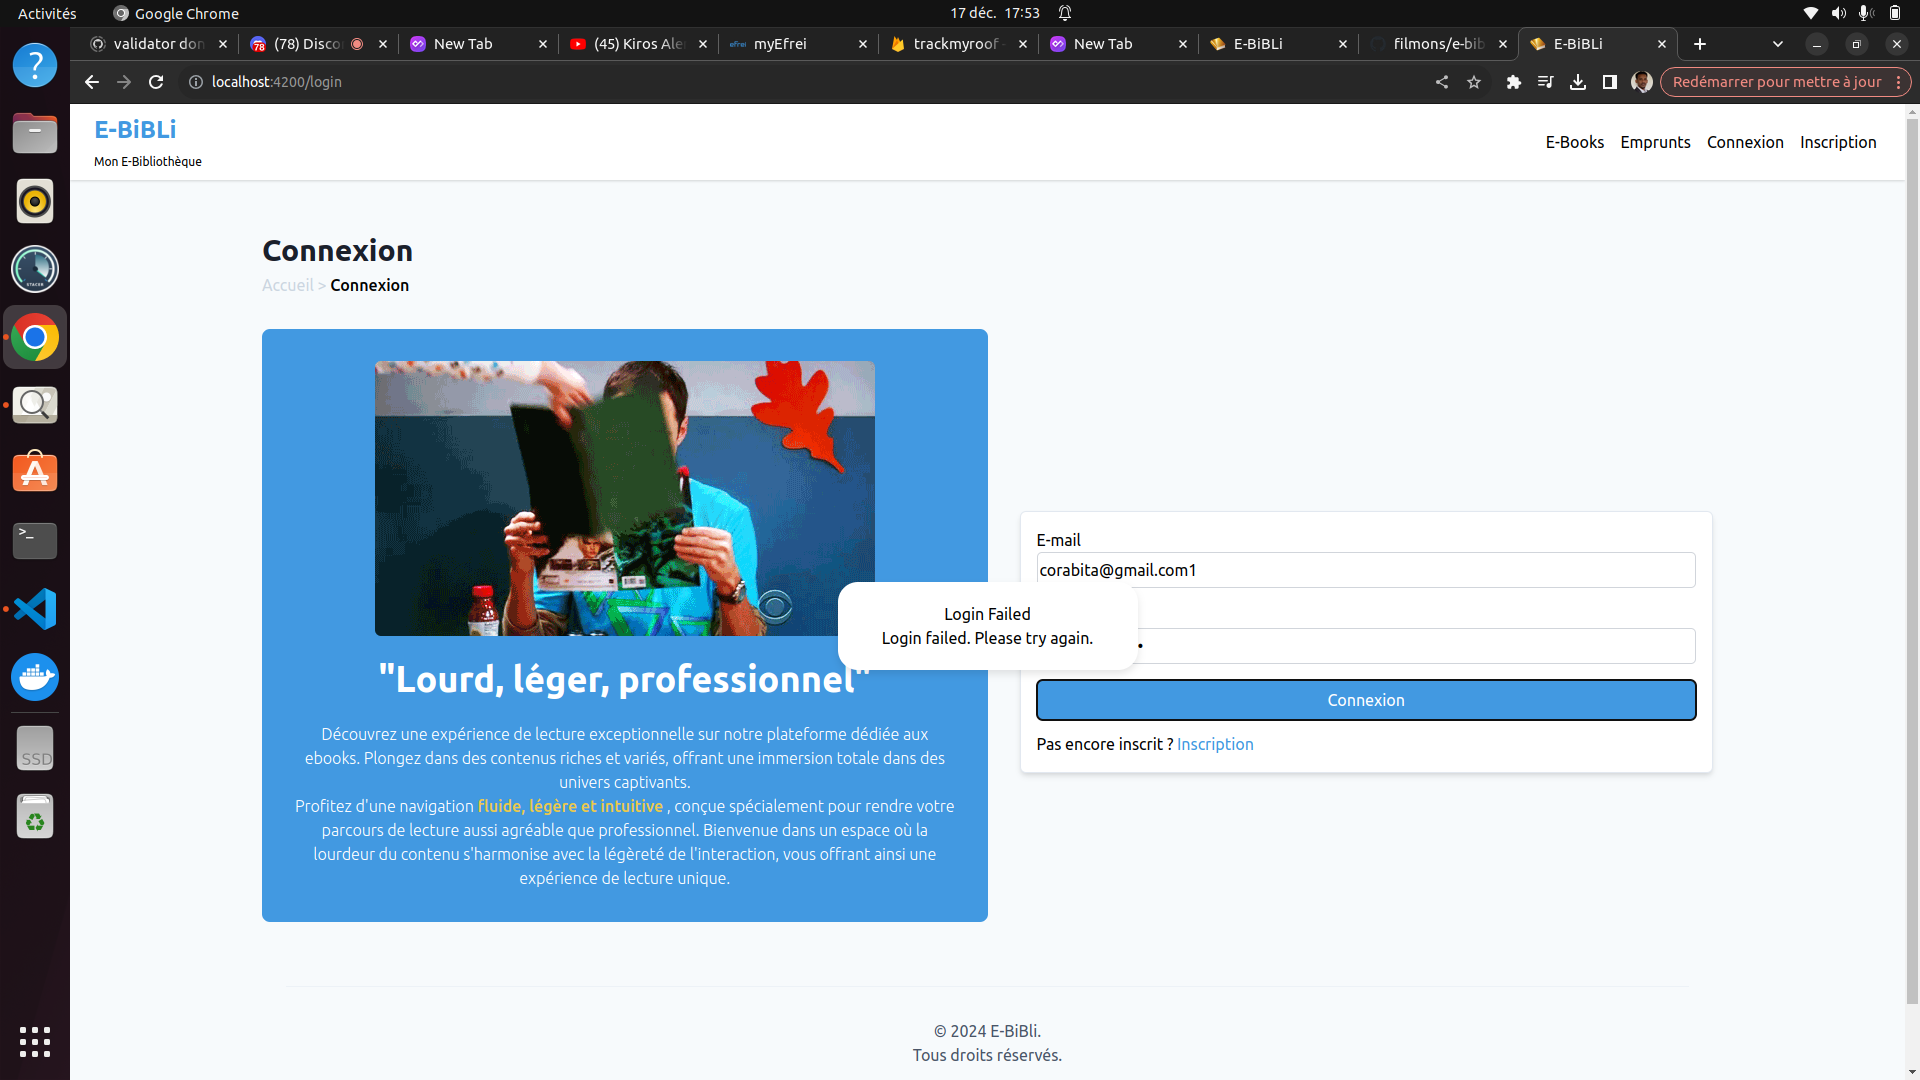 Activités
Google Chrome
17 déc. 17:53
validator don
(78) Disco
New Tab
(45) Kiros Ale
myEfrei
trackmyroof
New Tab
E-BiBLi
filmons/e-bib
E-BiBLi
localhost:4200/login
Redémarrer pour mettre à jour
E-BiBLi
Mon E-Bibliothèque
E-Books
Emprunts
Connexion
Inscription
Connexion
Accueil > Connexion
"Lourd, léger, professionnel"
Découvrez une expérience de lecture exceptionnelle sur notre plateforme dédiée aux
ebooks. Plongez dans des contenus riches et variés, offrant une immersion totale dans des
univers captivants.
Profitez d'une navigation fluide, légère et intuitive , conçue spécialement pour rendre votre
parcours de lecture aussi agréable que professionnel. Bienvenue dans un espace où la
lourdeur du contenu s'harmonise avec la légèreté de l'interaction, vous offrant ainsi une
expérience de lecture unique.
E-mail
corabita@gmail.com1
Login Failed
Login failed. Please try again.
Connexion
Pas encore inscrit ? Inscription
© 2024 E-BiBli.
Tous droits réservés.
78
STACER
SSD